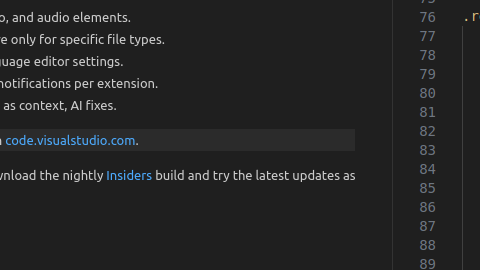 o, and audio elements.
e only for specific file types.
guage editor settings.
notifications per extension.
as context, AI fixes.
code.visualstudio.com.
nload the nightly Insiders build and try the latest updates as
76 .r
77
78
79
80
81
82
83
84
85
86
87
88
89